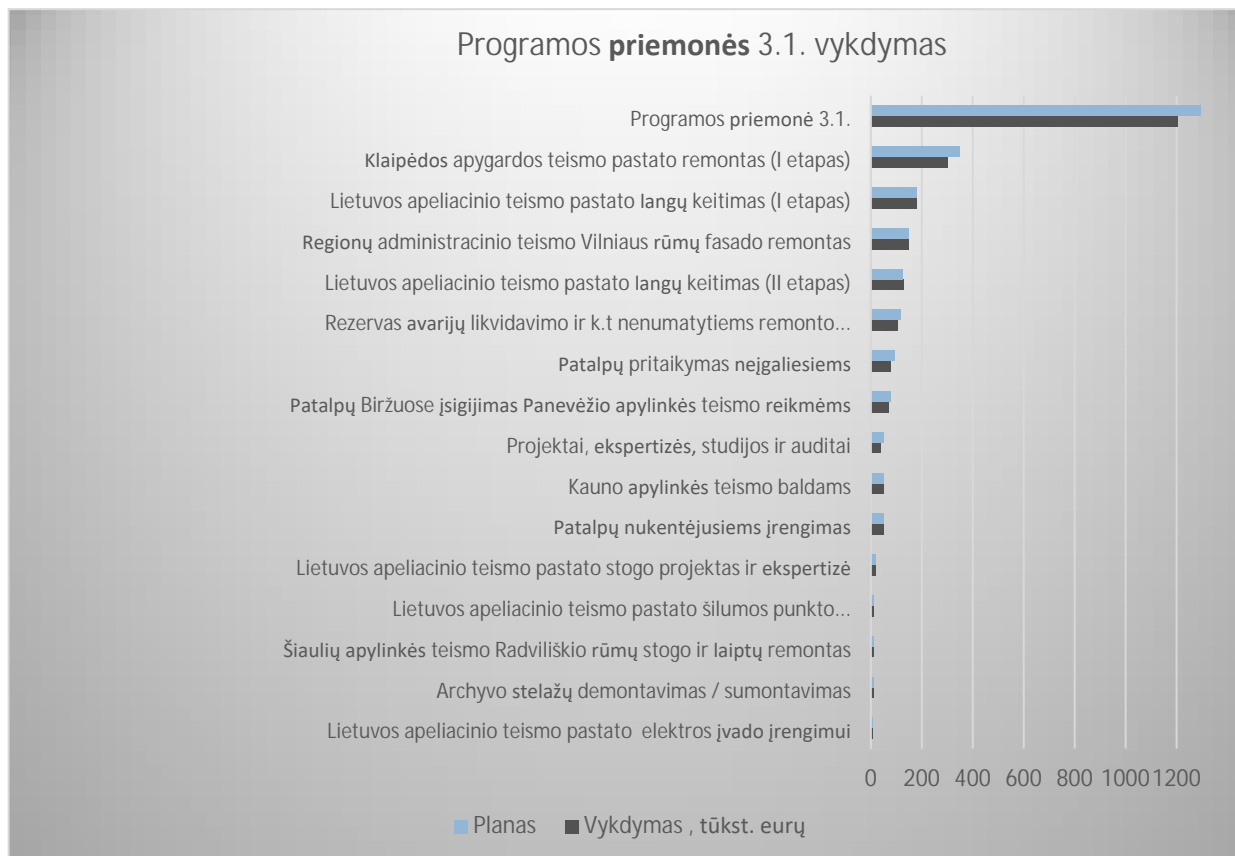 Programos priemonės 3.1. vykdymas
Programos priemonė 3.1.
Klaipėdos apygardos teismo pastato remontas (I etapas)
Lietuvos apeliacinio teismo pastato langų keitimas (I etapas)
Regionų administracinio teismo Vilniaus rūmų fasado remontas
Lietuvos apeliacinio teismo pastato langų keitimas (II etapas)
Rezervas avarijų likvidavimo ir k.t nenumatytiems remonto...
Patalpų pritaikymas neįgaliesiems
Patalpų Biržuose įsigijimas Panevėžio apylinkės teismo reikmėms
Projektai, ekspertizės, studijos ir auditai
Kauno apylinkės teismo baldams
Patalpų nukentėjusiems įrengimas
Lietuvos apeliacinio teismo pastato stogo projektas ir ekspertizė
Lietuvos apeliacinio teismo pastato šilumos punkto...
Šiaulių apylinkės teismo Radviliškio rūmų stogo ir laiptų remontas
Archyvo stelažų demontavimas / sumontavimas
Lietuvos apeliacinio teismo pastato elektros įvado įrengimui
0 200 400 600 800 1000 1200
Planas Vykdymas , tūkst. eurų